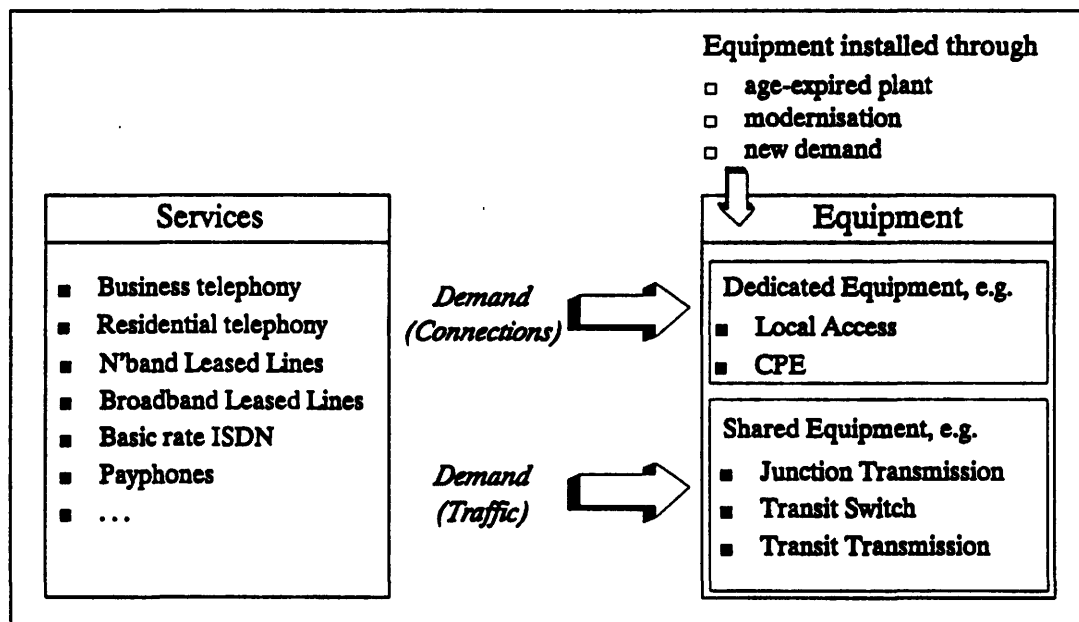 Equipment installed through
□ age-expired plant
□ modernisation
□ new demand
Services
■ Business telephony
■ Residential telephony
■ N'band Leased Lines
■ Broadband Leased Lines
■ Basic rate ISDN
■ Payphones
■ ...
Demand
(Connections)
Demand
(Traffic)
Equipment
Dedicated Equipment, e.g.
■ Local Access
■ CPE
Shared Equipment, e.g.
■ Junction Transmission
■ Transit Switch
■ Transit Transmission